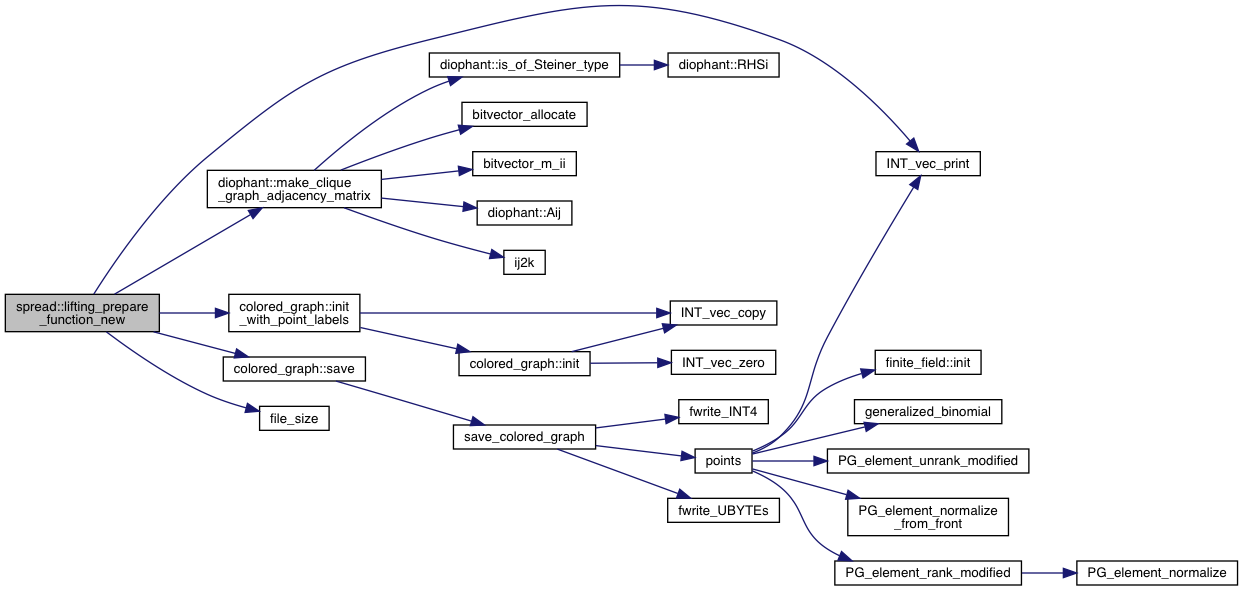 spread::lifting_prepare
_function_new
diophant::make_clique
_graph_adjacency_matrix
diophant::is_of_Steiner_type
diophant::RHSi
bitvector_allocate
bitvector_m_ii
diophant::Aij
ij2k
INT_vec_print
colored_graph::init
_with_point_labels
INT_vec_copy
colored_graph::init
INT_vec_zero
colored_graph::save
file_size
save_colored_graph
fwrite_INT4
points
fwrite_UBYTEs
finite_field::init
generalized_binomial
PG_element_unrank_modified
PG_element_normalize
_from_front
PG_element_rank_modified
PG_element_normalize